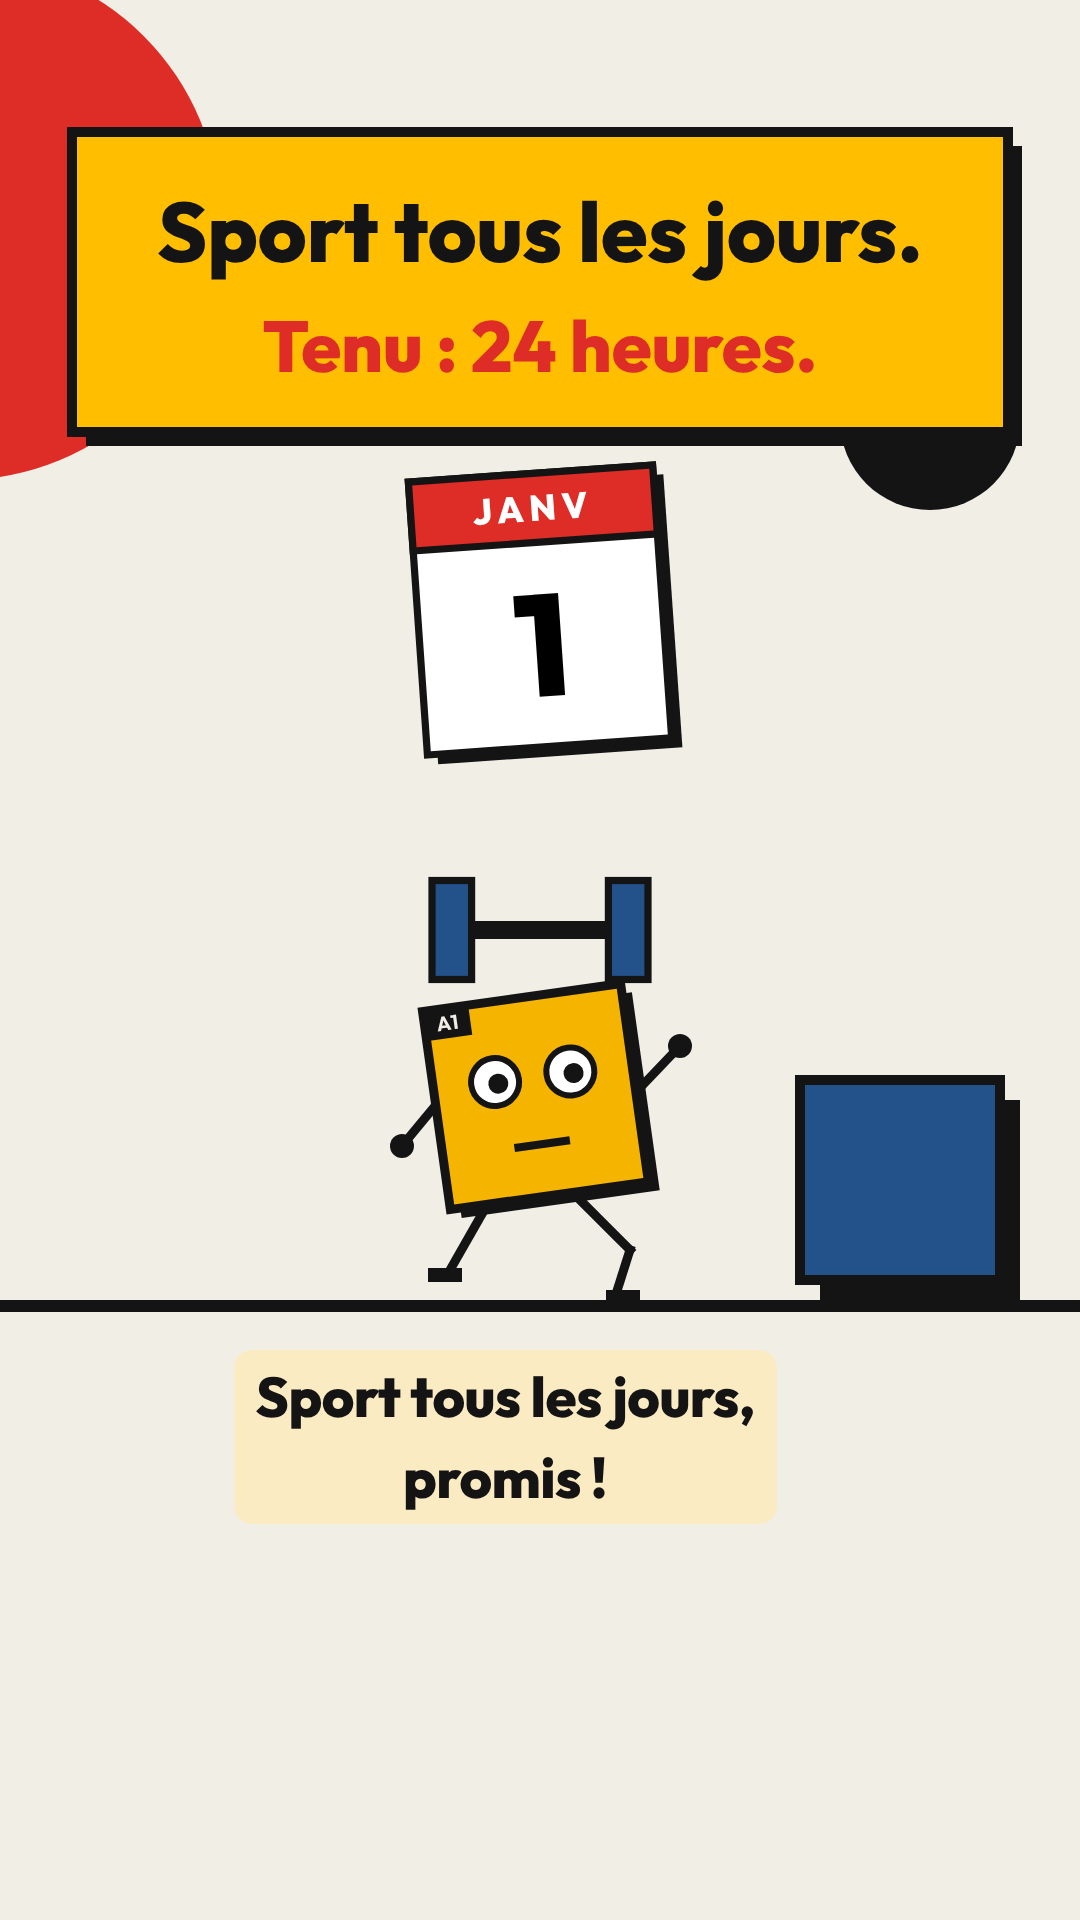 Sport tous les jours.
Tenu : 24 heures.
JANV
1
A1
Sport tous les jours,
promis !